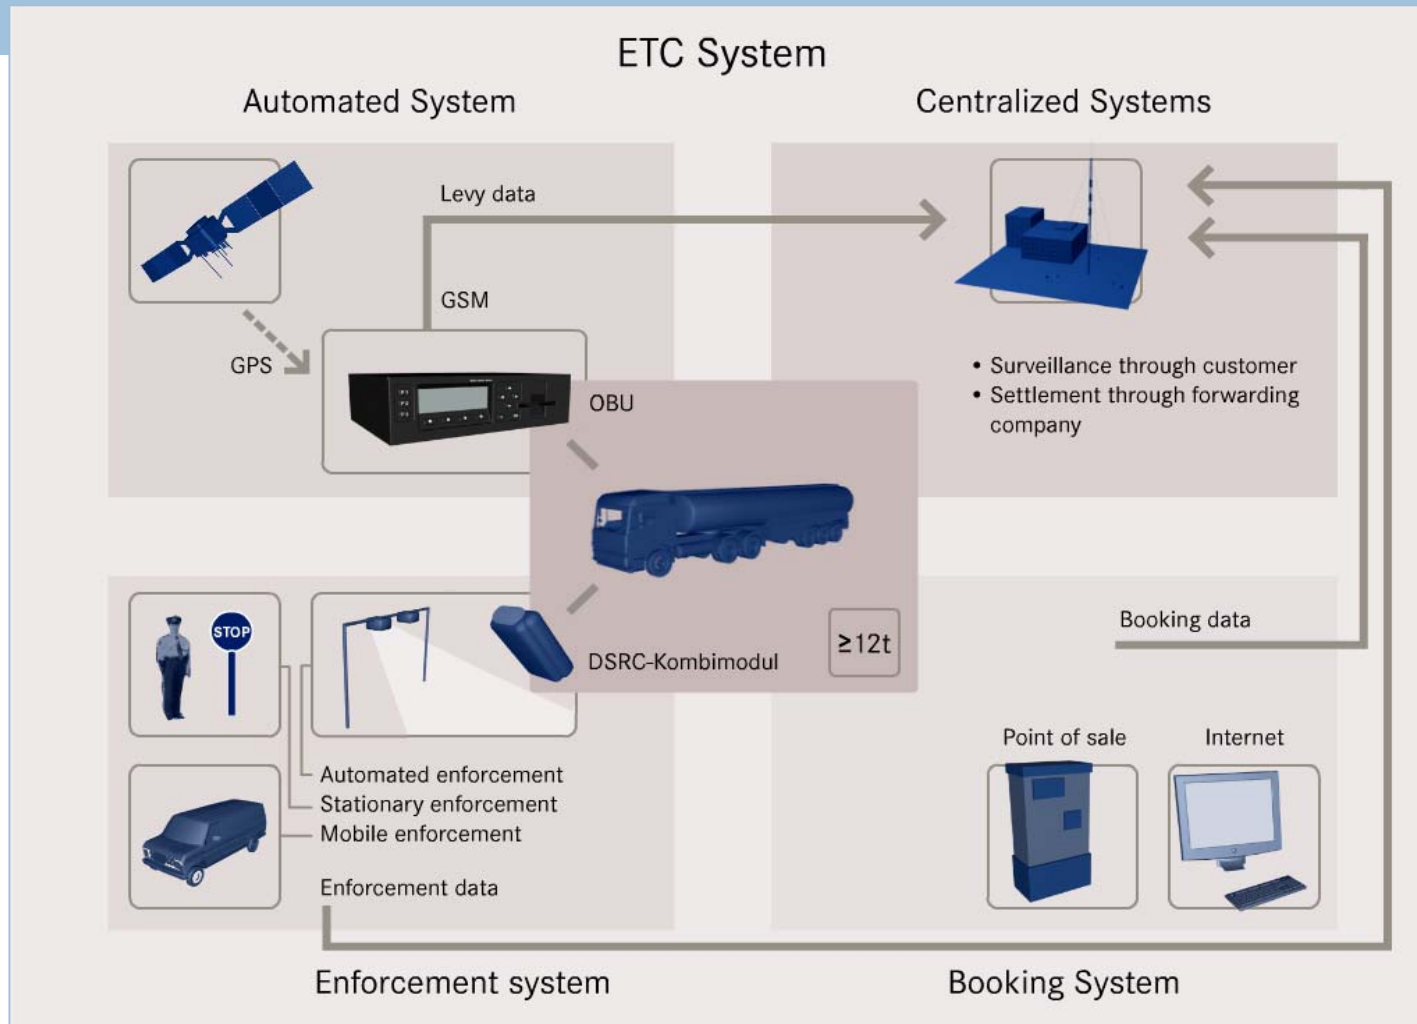 ETC System
Automated System
Centralized Systems
Levy data
GSM
GPS
OBU
• Surveillance through customer
• Settlement through forwarding
company
STOP
DSRC-Kombimodul
≥12t
Booking data
Point of sale
Internet
Automated enforcement
Stationary enforcement
Mobile enforcement
Enforcement data
Enforcement system
Booking System